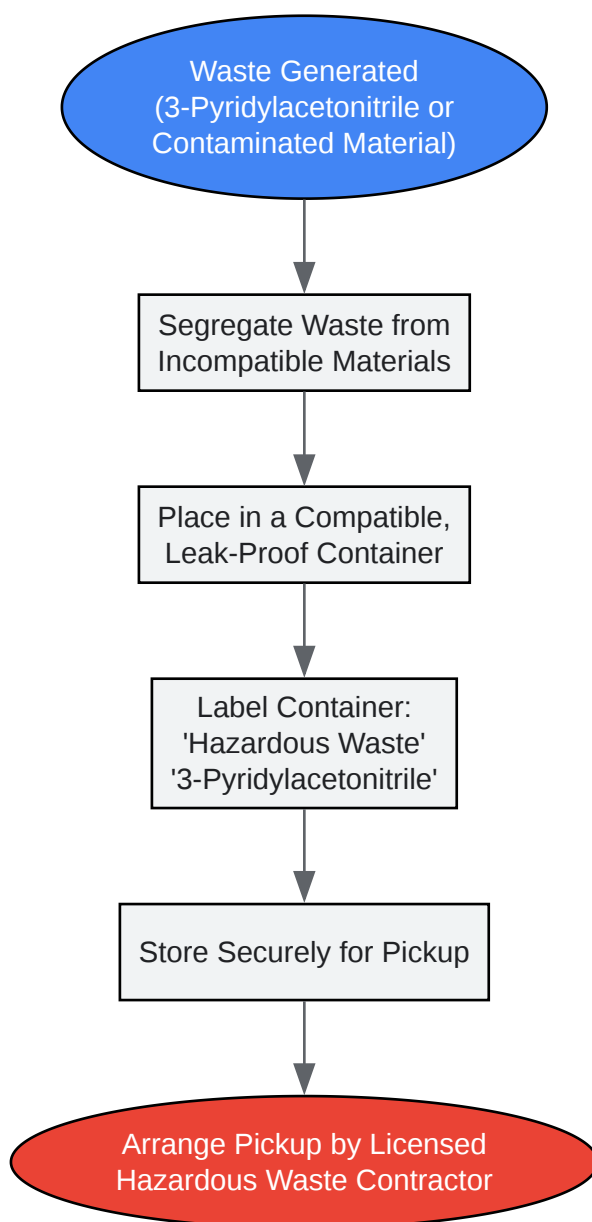 Waste Generated
(3-Pyridylacetonitrile or
Contaminated Material)
Segregate Waste from
Incompatible Materials
Place in a Compatible,
Leak-Proof Container
Label Container:
'Hazardous Waste'
'3-Pyridylacetonitrile'
Store Securely for Pickup
Arrange Pickup by Licensed
Hazardous Waste Contractor